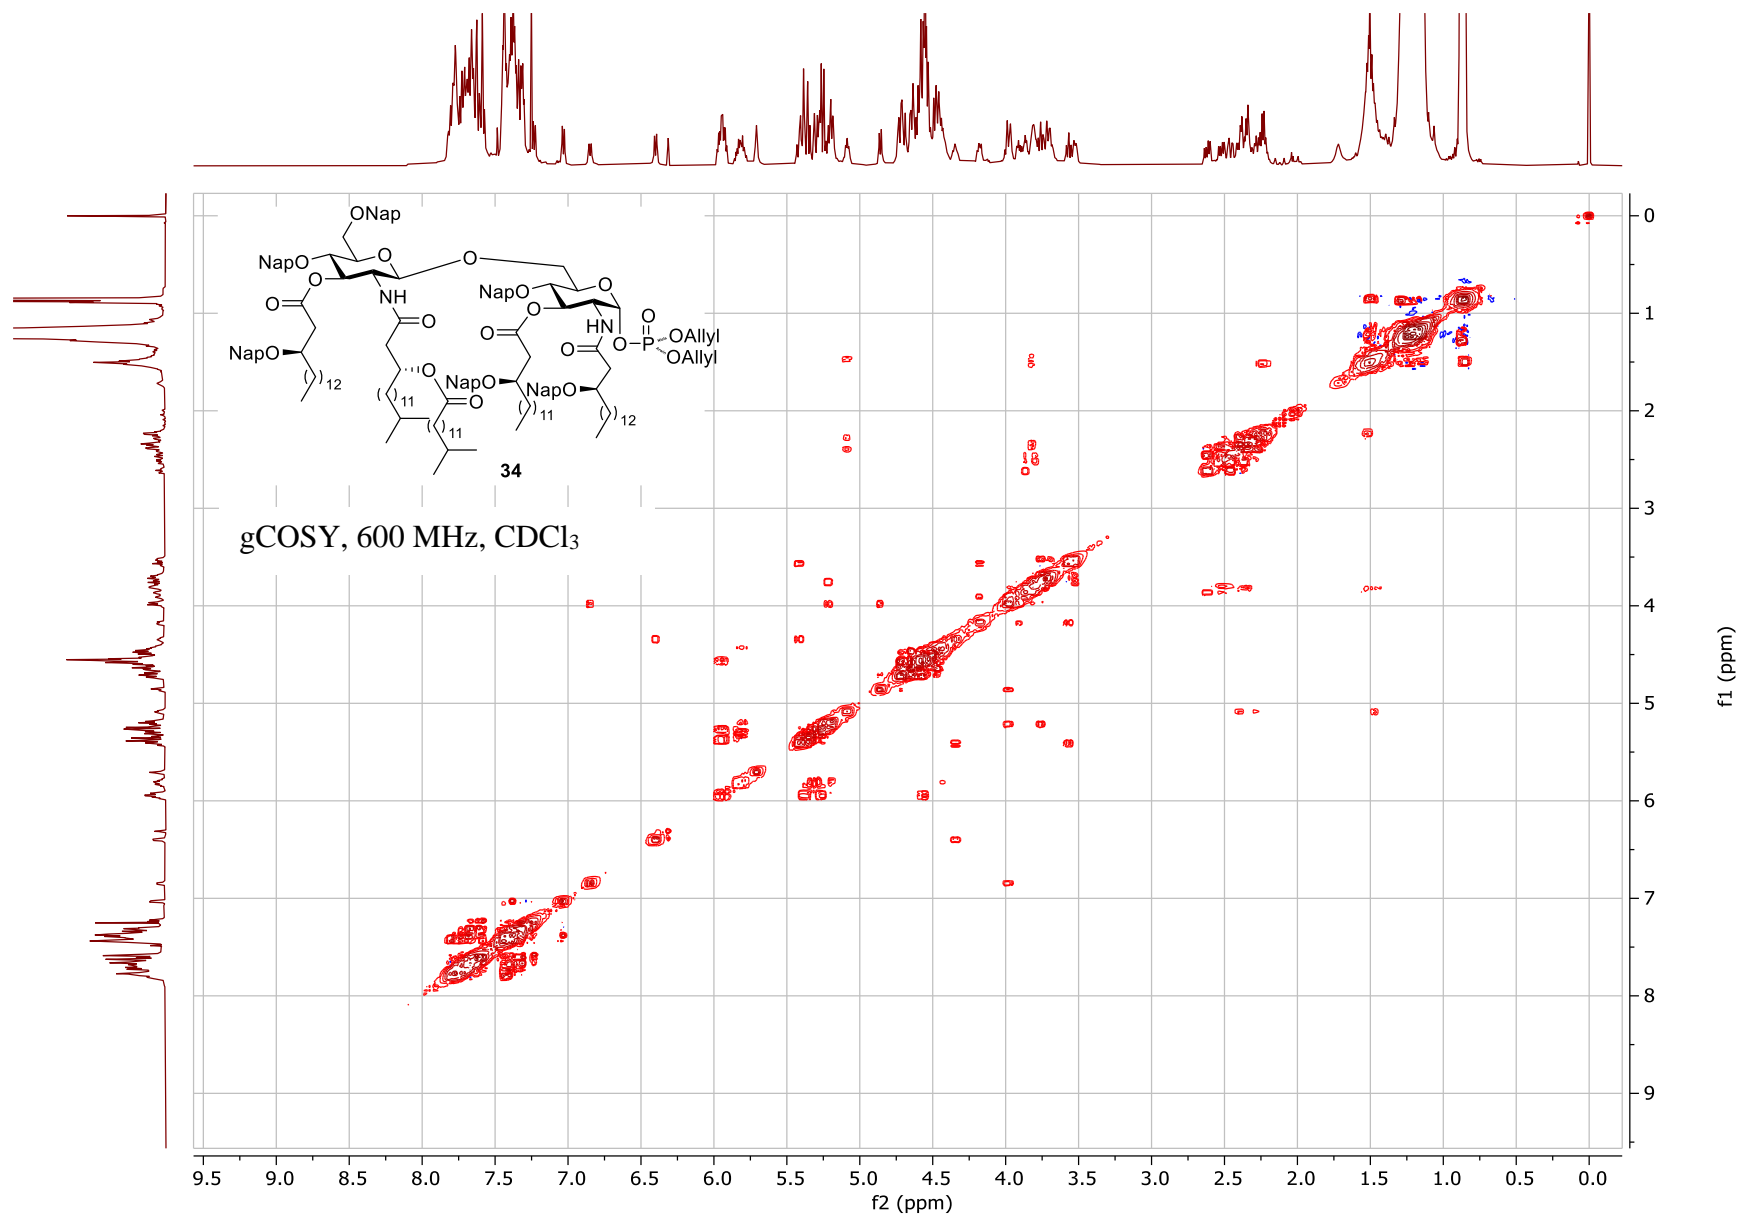 ONap
NapO
O
O
O
O
NH
O
O
NapO
( )12
O
( )11
O
( )11
NapO
O
O
O
O
HN
O
O
P
O
OAllyl
OAllyl
NapO
( )11
NapO
( )12
34
gCOSY, 600 MHz, CDCl3
0
1
2
3
4
5
6
7
8
9
f1 (ppm)
9.5 9.0 8.5 8.0 7.5 7.0 6.5 6.0 5.5 5.0 4.5 4.0 3.5 3.0 2.5 2.0 1.5 1.0 0.5 0.0
f2 (ppm)